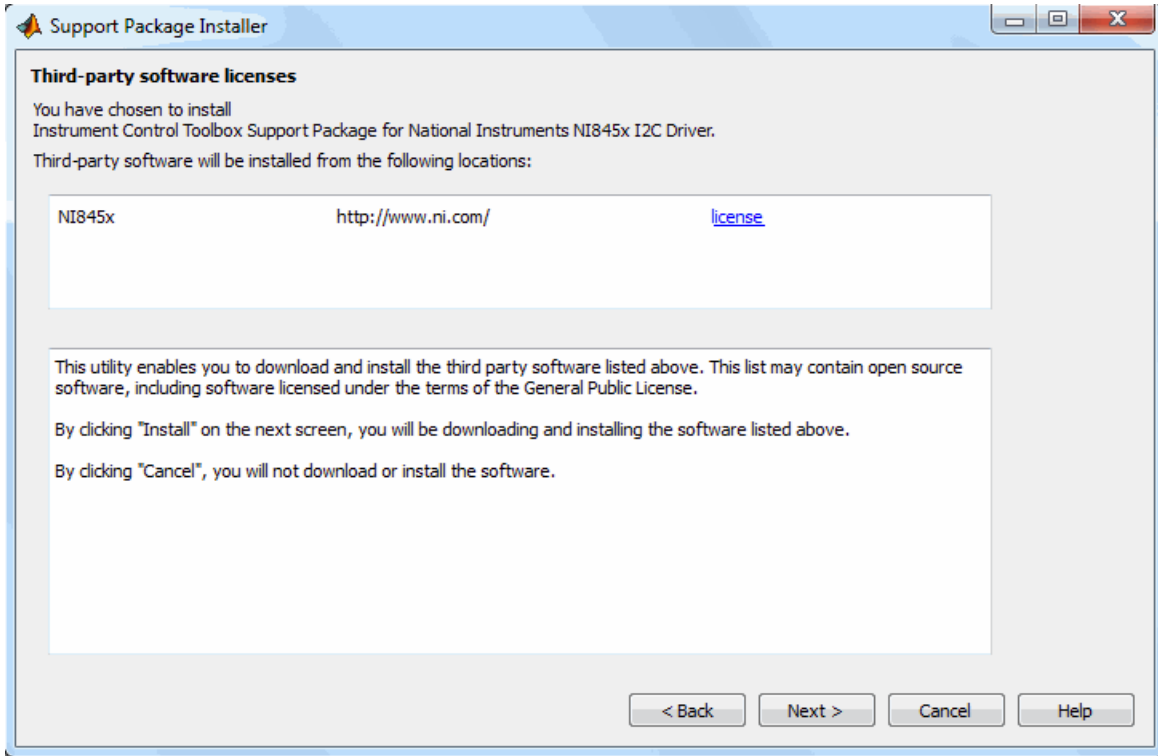 Support Package Installer
Third-party software licenses
You have chosen to install
Instrument Control Toolbox Support Package for National Instruments NI845x I2C Driver.
Third-party software will be installed from the following locations:
NI845x http://www.ni.com/ license
This utility enables you to download and install the third party software listed above. This list may contain open source
software, including software licensed under the terms of the General Public License.
By clicking "Install" on the next screen, you will be downloading and installing the software listed above.
By clicking "Cancel", you will not download or install the software.
< Back Next > Cancel Help